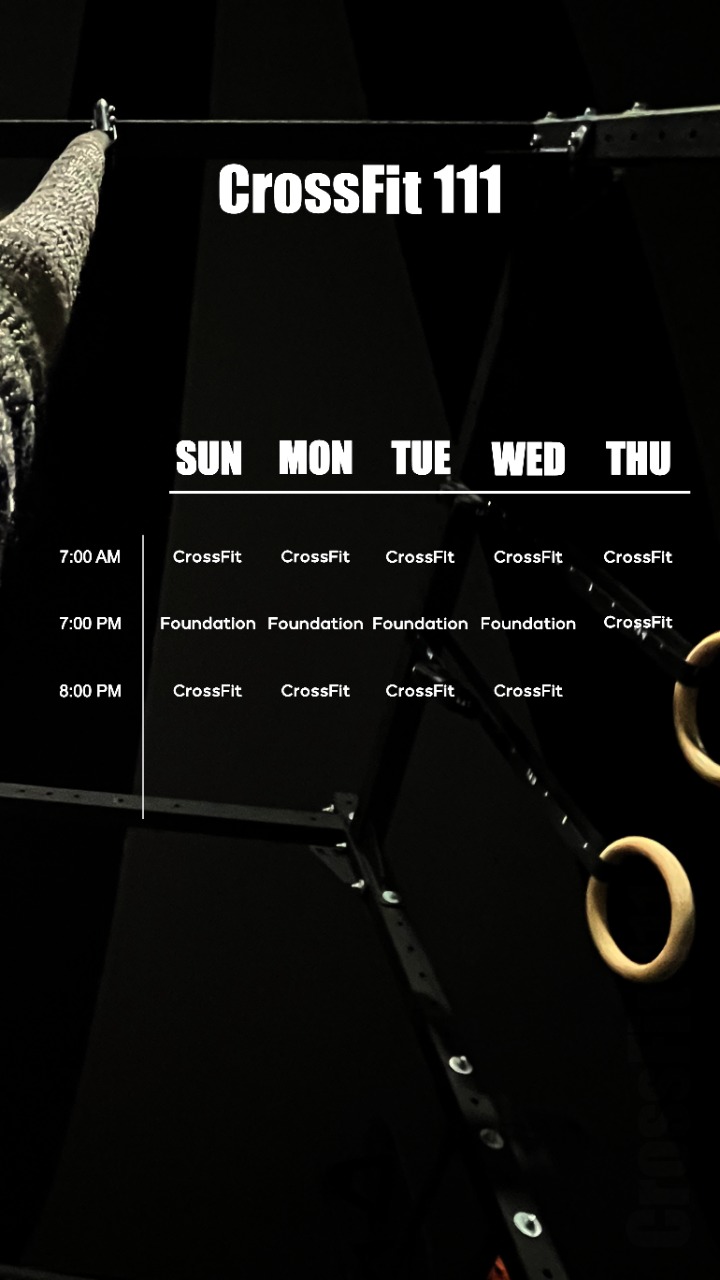 CrossFit 111
SUN MON TUE WED THU
7:00 AM CrossFit CrossFit CrossFit CrossFit CrossFit
7:00 PM Foundation Foundation Foundation Foundation CrossFit
8:00 PM CrossFit CrossFit CrossFit CrossFit